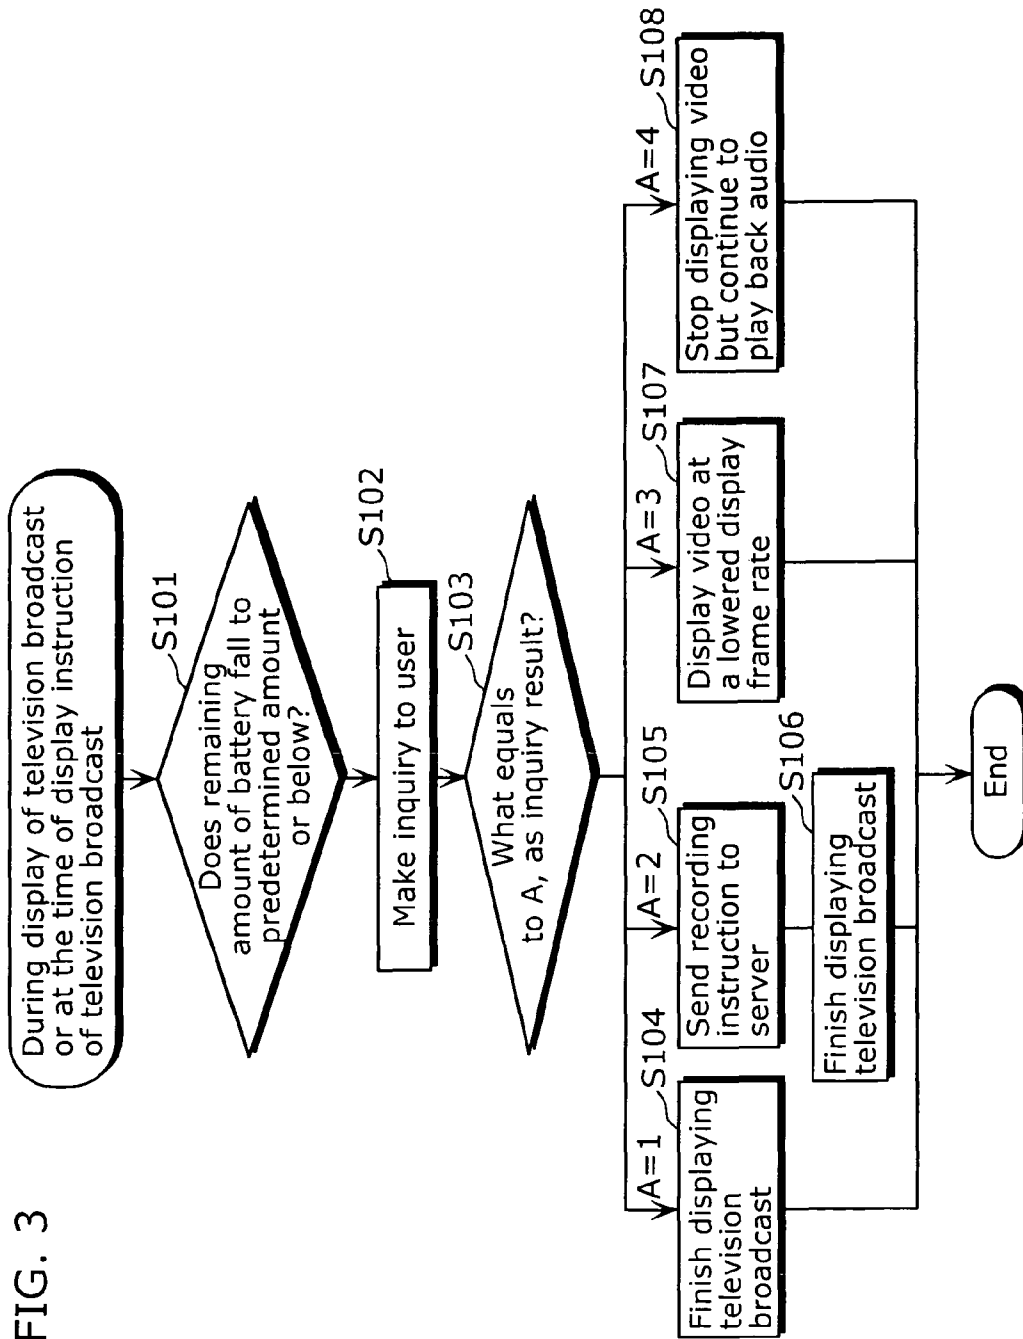 FIG. 3
During display of television broadcast
or at the time of display instruction
of television broadcast
S101
Does remaining
amount of battery fall to
predetermined amount
or below?
S102
Make inquiry to user
S103
What equals
to A, as inquiry result?
A=1
S104
Finish displaying
television
broadcast
A=2
S105
Send recording
instruction to
server
S106
Finish displaying
television broadcast
A=3
S107
Display video at
a lowered display
frame rate
A=4
S108
Stop displaying video
but continue to
play back audio
End